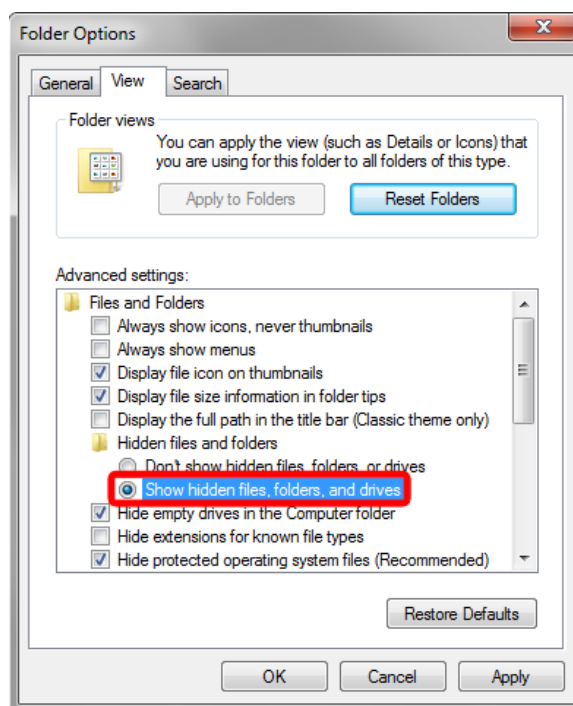 Folder Options
General View Search
Folder views
You can apply the view (such as Details or Icons) that
you are using for this folder to all folders of this type.
Apply to Folders Reset Folders
Advanced settings:
Files and Folders
Always show icons, never thumbnails
Always show menus
Display file icon on thumbnails
Display file size information in folder tips
Display the full path in the title bar (Classic theme only)
Hidden files and folders
Don't show hidden files, folders, or drives
Show hidden files, folders, and drives
Hide empty drives in the Computer folder
Hide extensions for known file types
Hide protected operating system files (Recommended)
Restore Defaults
OK Cancel Apply